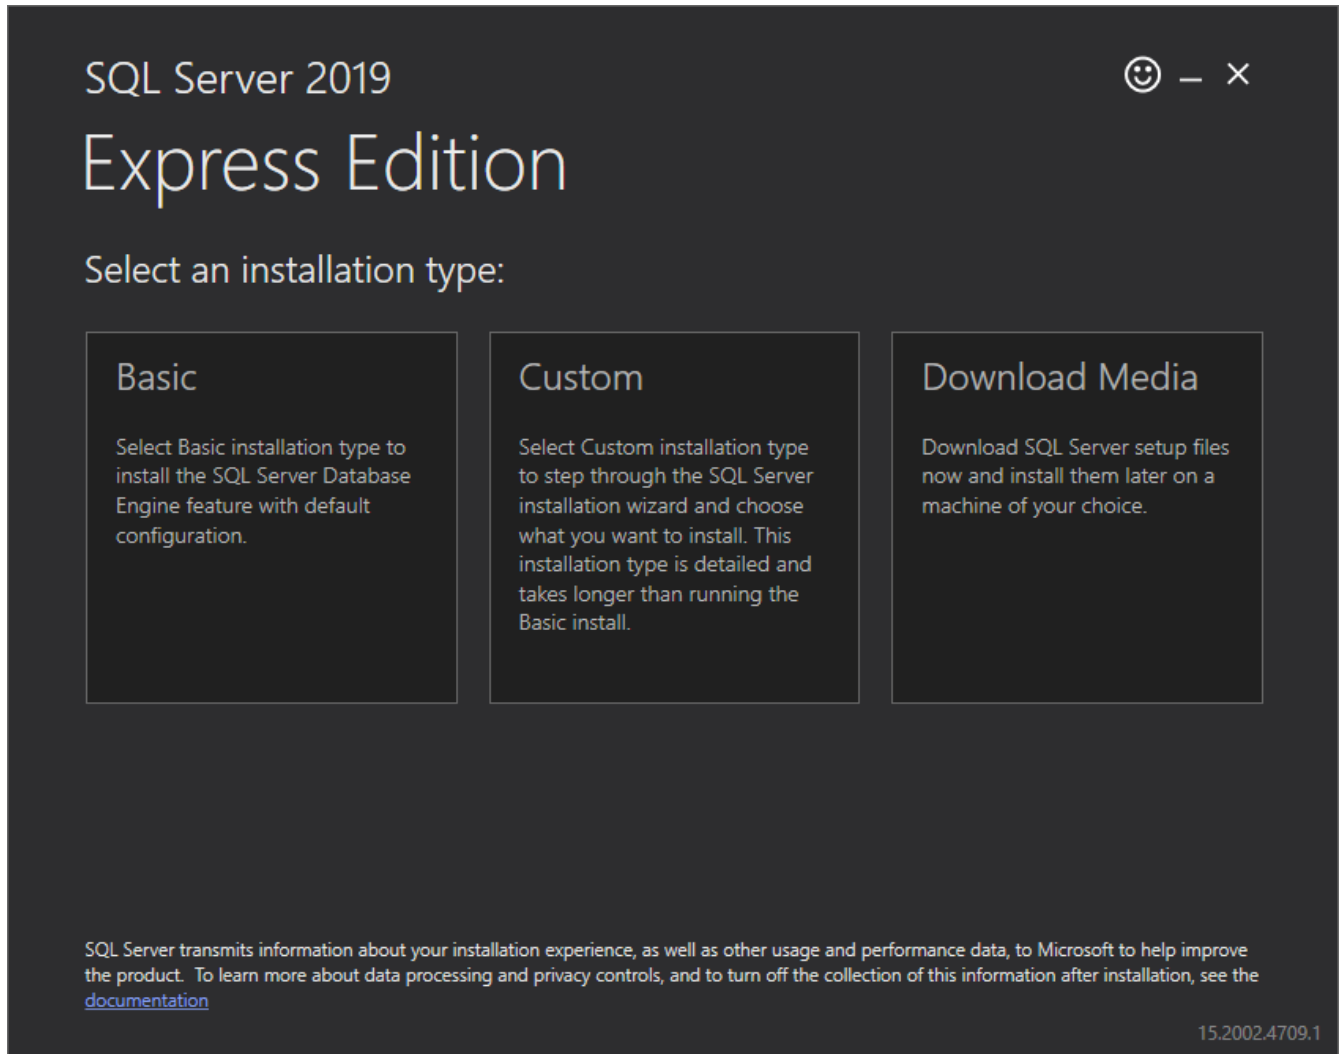 SQL Server 2019
Express Edition
Select an installation type:
Basic
Select Basic installation type to
install the SQL Server Database
Engine feature with default
configuration.
Custom
Select Custom installation type
to step through the SQL Server
installation wizard and choose
what you want to install. This
installation type is detailed and
takes longer than running the
Basic install.
Download Media
Download SQL Server setup files
now and install them later on a
machine of your choice.
SQL Server transmits information about your installation experience, as well as other usage and performance data, to Microsoft to help improve
the product.  To learn more about data processing and privacy controls, and to turn off the collection of this information after installation, see the
documentation
15.2002.4709.1